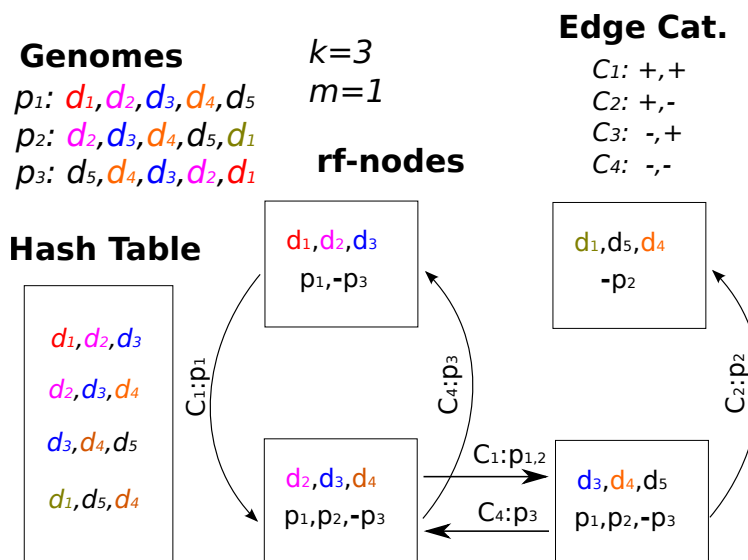 Genomes
p1: d1,d2,d3,d4,d5
p2: d2,d3,d4,d5,d1
p3: d5,d4,d3,d2,d1
k=3
m=1
Edge Cat.
C1: +,+
C2: +,-
C3: -,+
C4: -,-
rf-nodes
Hash Table
d1,d2,d3
d2,d3,d4
d3,d4,d5
d1,d5,d4
d1,d2,d3
p1,-p3
d1,d5,d4
-p2
C1:p1
C4:p3
C2:p2
d2,d3,d4
p1,p2,-p3
C1:p1,2
C4:p3
d3,d4,d5
p1,p2,-p3